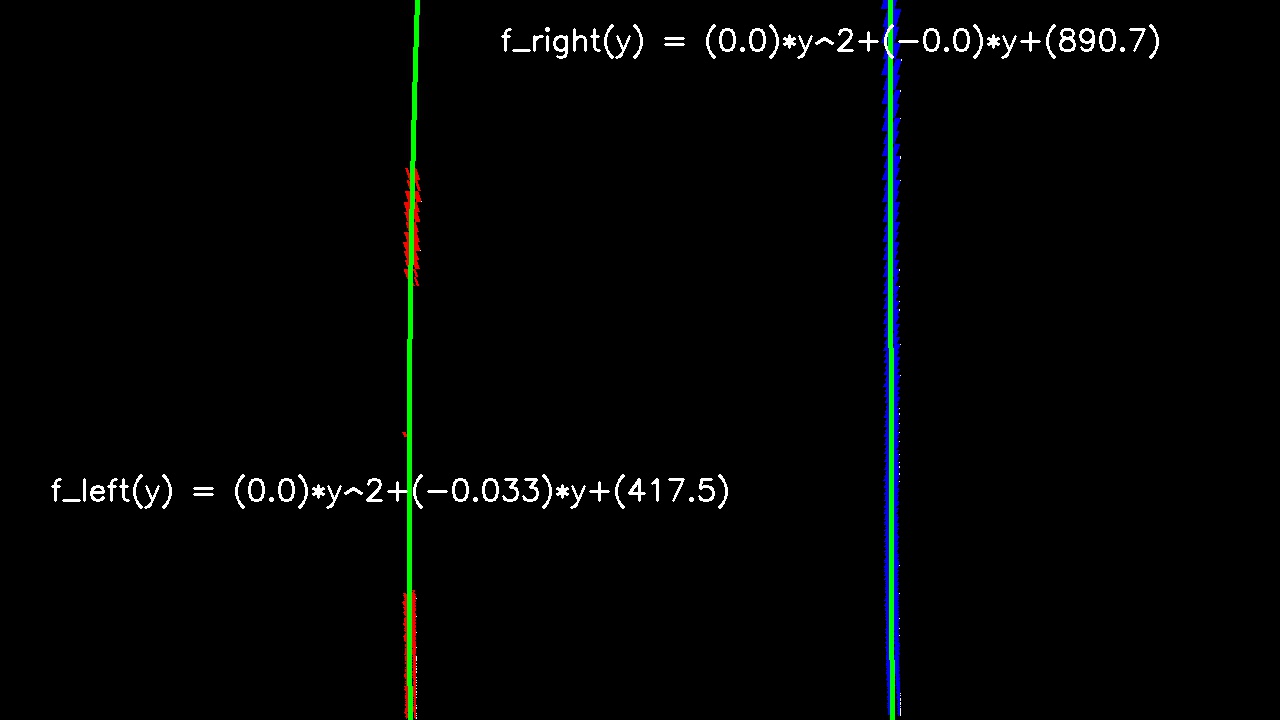 f_right(y) = (0.0)*y^2+(-0.0)*y+(890.7)
f_left(y) = (0.0)*y^2+(-0.033)*y+(417.5)